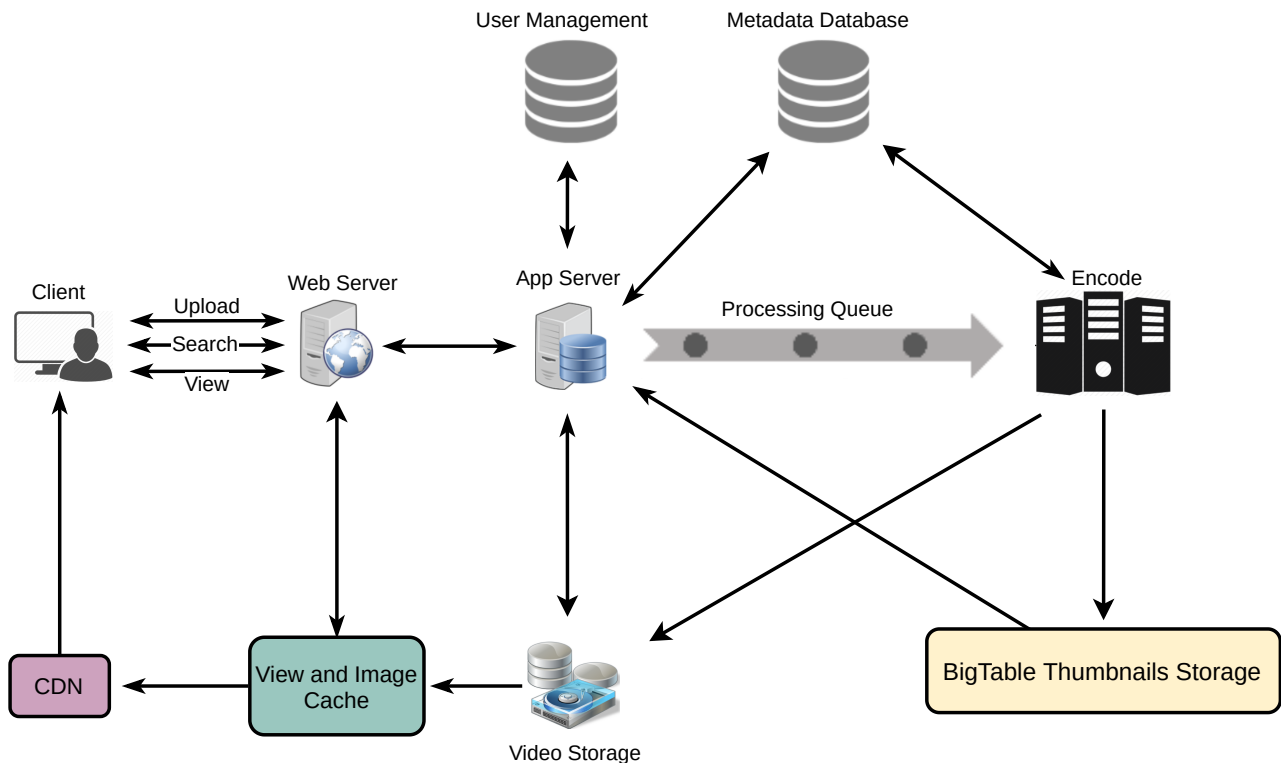 User Management
Metadata Database
Client
Web Server
App Server
Encode
Upload
Search
View
Processing Queue
CDN
View and Image
Cache
BigTable Thumbnails Storage
Video Storage